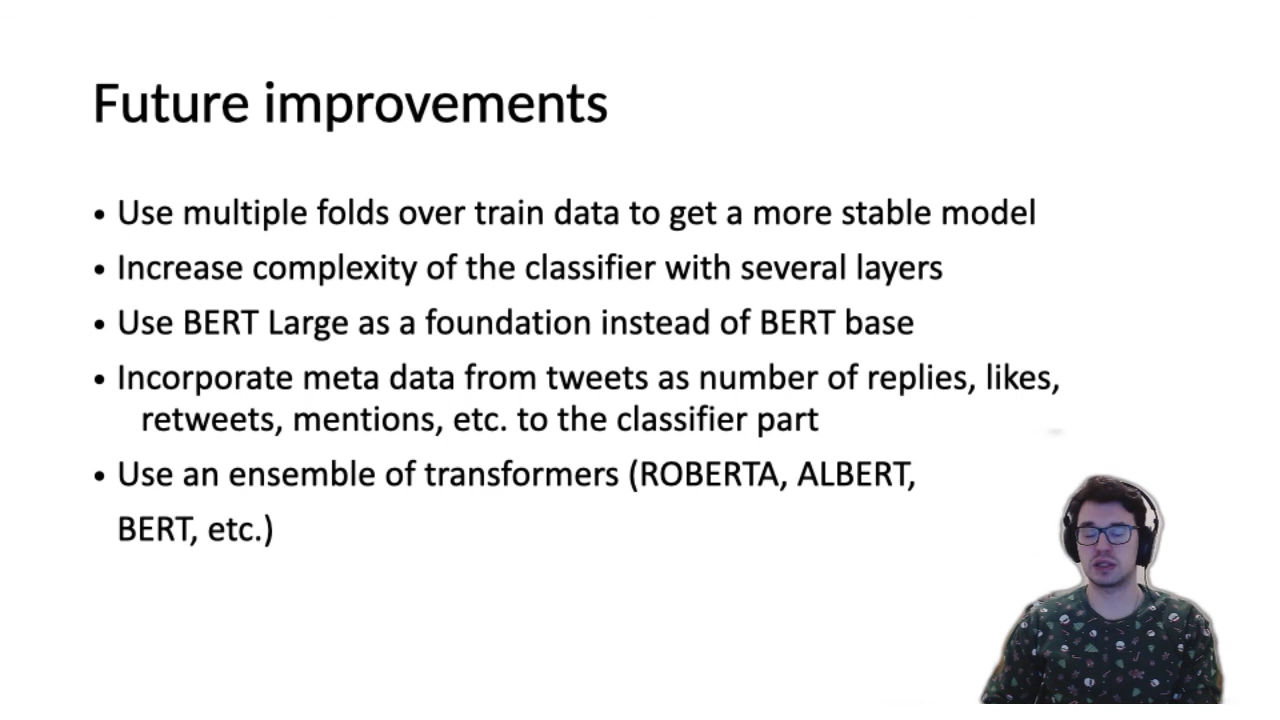 Future improvements
• Use multiple folds over train data to get a more stable model
• Increase complexity of the classifier with several layers
• Use BERT Large as a foundation instead of BERT base
• Incorporate meta data from tweets as number of replies, likes,
retweets, mentions, etc. to the classifier part
• Use an ensemble of transformers (ROBERTA, ALBERT,
BERT, etc.)